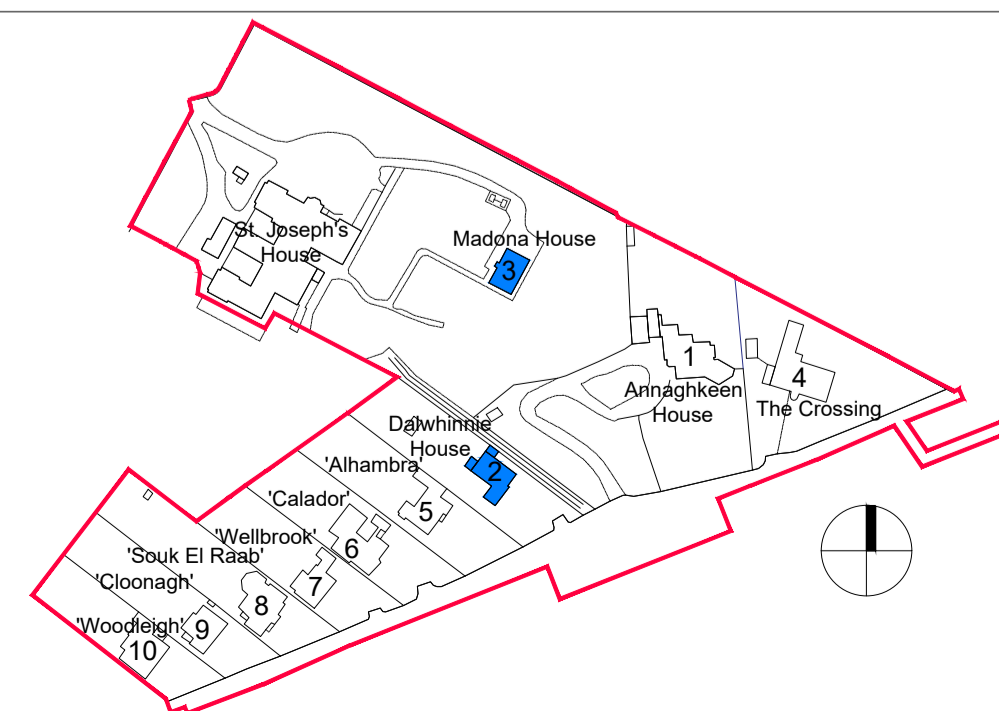 St. Joseph's
House
Madona House
3
1
Annaghkeen
House
4
The Crossing
Dalwhinnie
House
2
'Alhambra'
5
'Calador'
6
'Wellbrook'
7
'Souk El Raab'
8
'Cloonagh'
9
'Woodleigh'
10